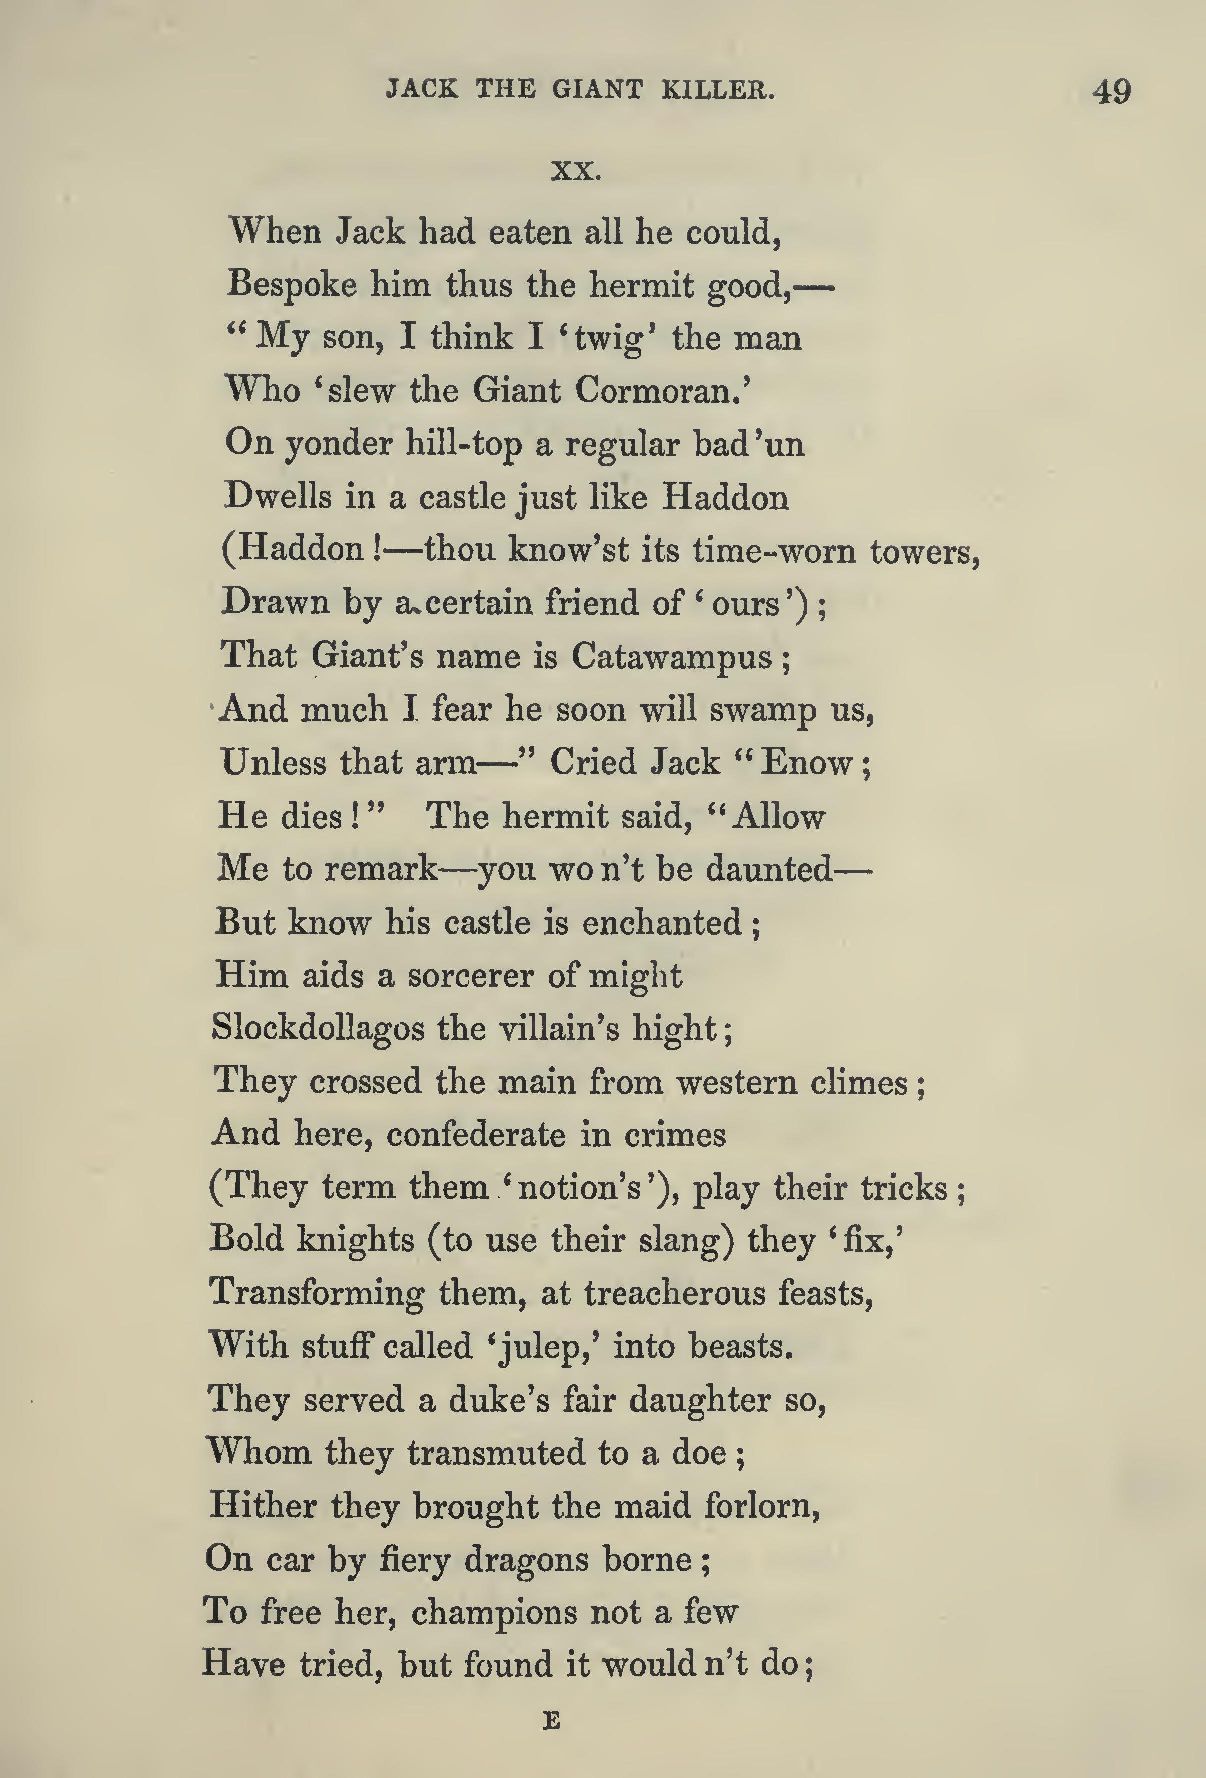 JACK THE GIANT KILLER. 49
XX.
When Jack had eaten all he could,
Bespoke him thus the hermit good,—
“My son, I think I ‘twig’ the man
Who ‘slew the Giant Cormoran.’
On yonder hill-top a regular bad ’un
Dwells in a castle just like Haddon
(Haddon!—thou know’st its time-worn towers,
Drawn by a certain friend of ‘ours’);
That Giant’s name is Catawampus;
And much I fear he soon will swamp us,
Unless that arm—” Cried Jack “Enow;
He dies!” The hermit said, “Allow
Me to remark—you wo n’t be daunted—
But know his castle is enchanted;
Him aids a sorcerer of might
Slockdollagos the villain’s hight;
They crossed the main from western climes;
And here, confederate in crimes
(They term them ‘notion’s’), play their tricks;
Bold knights (to use their slang) they ‘fix,’
Transforming them, at treacherous feasts,
With stuff called ‘julep,’ into beasts.
They served a duke’s fair daughter so,
Whom they transmuted to a doe;
Hither they brought the maid forlorn,
On car by fiery dragons borne;
To free her, champions not a few
Have tried, but found it would n’t do;
E